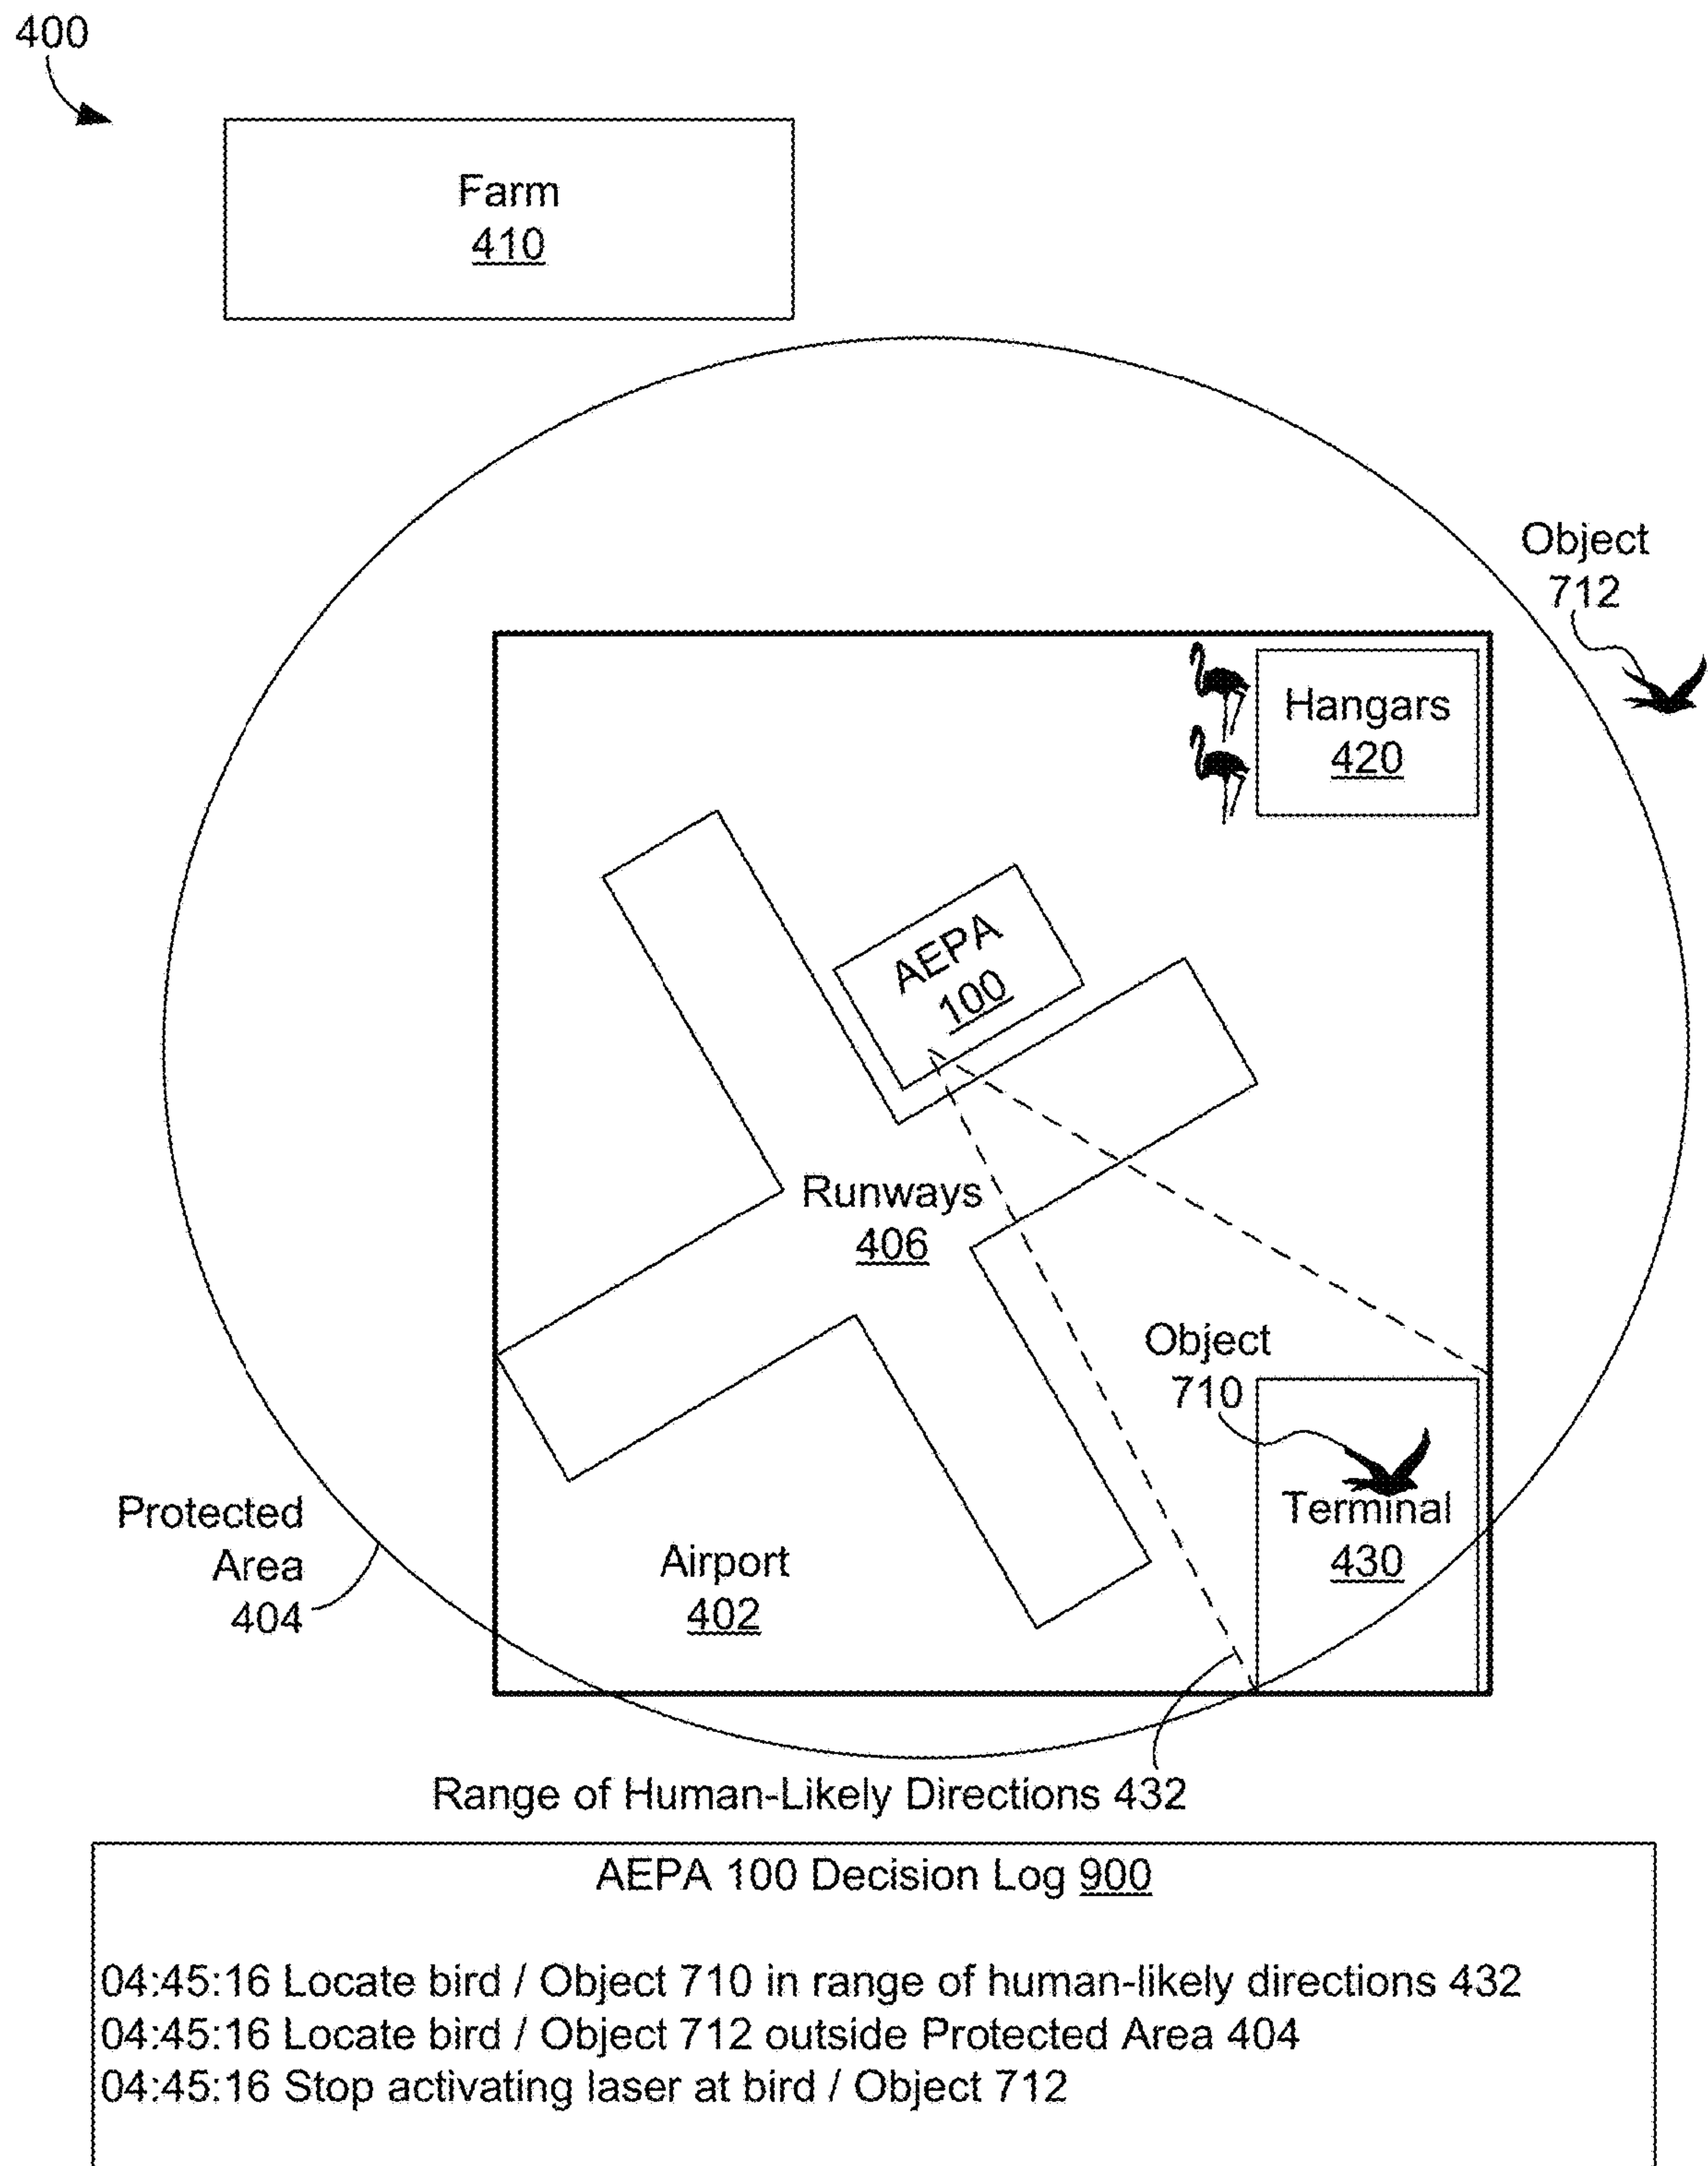 400
Farm
410
Object
712
Hangars
420
AEPA
100
Runways
406
Object
710
Terminal
430
Protected
Area
404
Airport
402
Range of Human-Likely Directions 432
AEPA 100 Decision Log 900
04:45:16 Locate bird / Object 710 in range of human-likely directions 432
04:45:16 Locate bird / Object 712 outside Protected Area 404
04:45:16 Stop activating laser at bird / Object 712